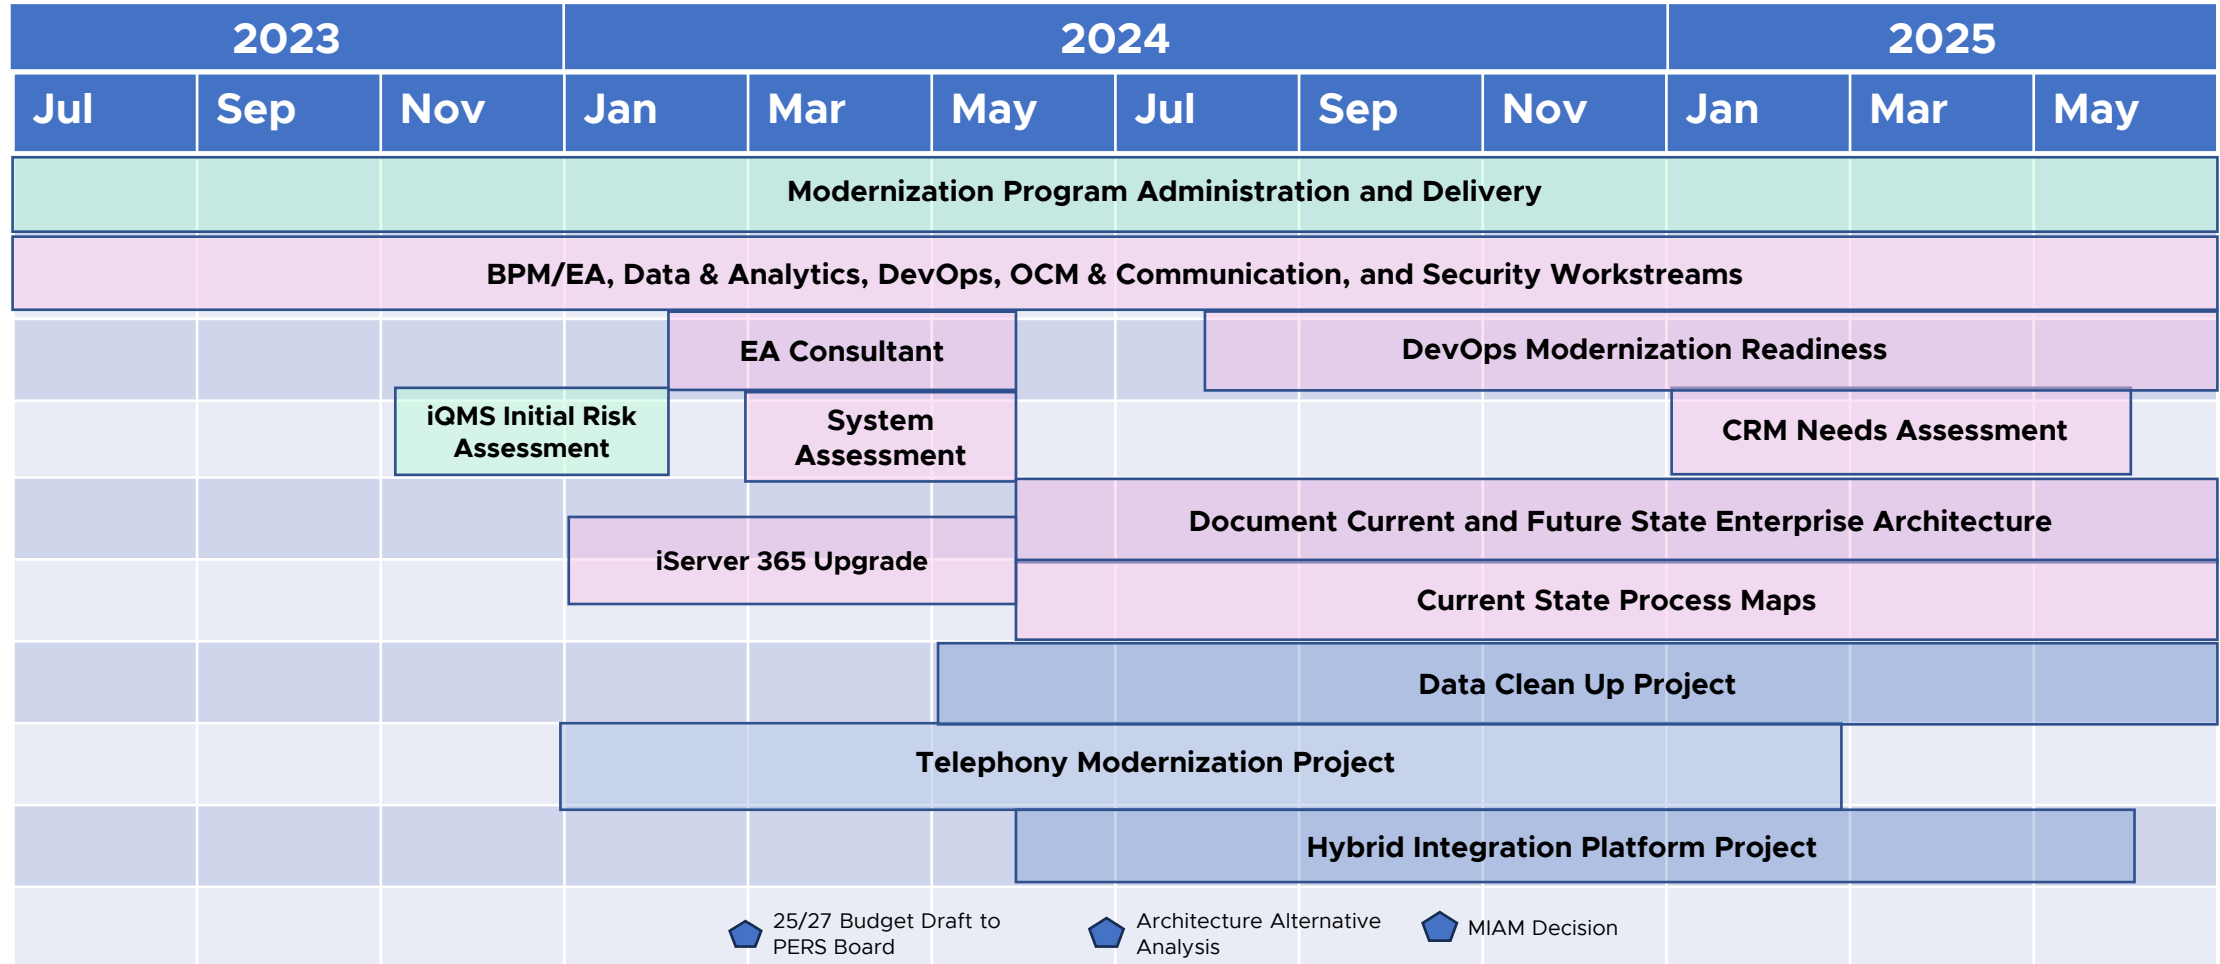 2023 2024 2025
Jul Sep Nov Jan Mar May Jul Sep Nov Jan Mar May
Modernization Program Administration and Delivery
BPM/EA, Data & Analytics, DevOps, OCM & Communication, and Security Workstreams
EA Consultant
DevOps Modernization Readiness
iQMS Initial Risk
Assessment
System
Assessment
CRM Needs Assessment
Document Current and Future State Enterprise Architecture
iServer 365 Upgrade
Current State Process Maps
Data Clean Up Project
Telephony Modernization Project
Hybrid Integration Platform Project
25/27 Budget Draft to
PERS Board
Architecture Alternative
Analysis
MIAM Decision